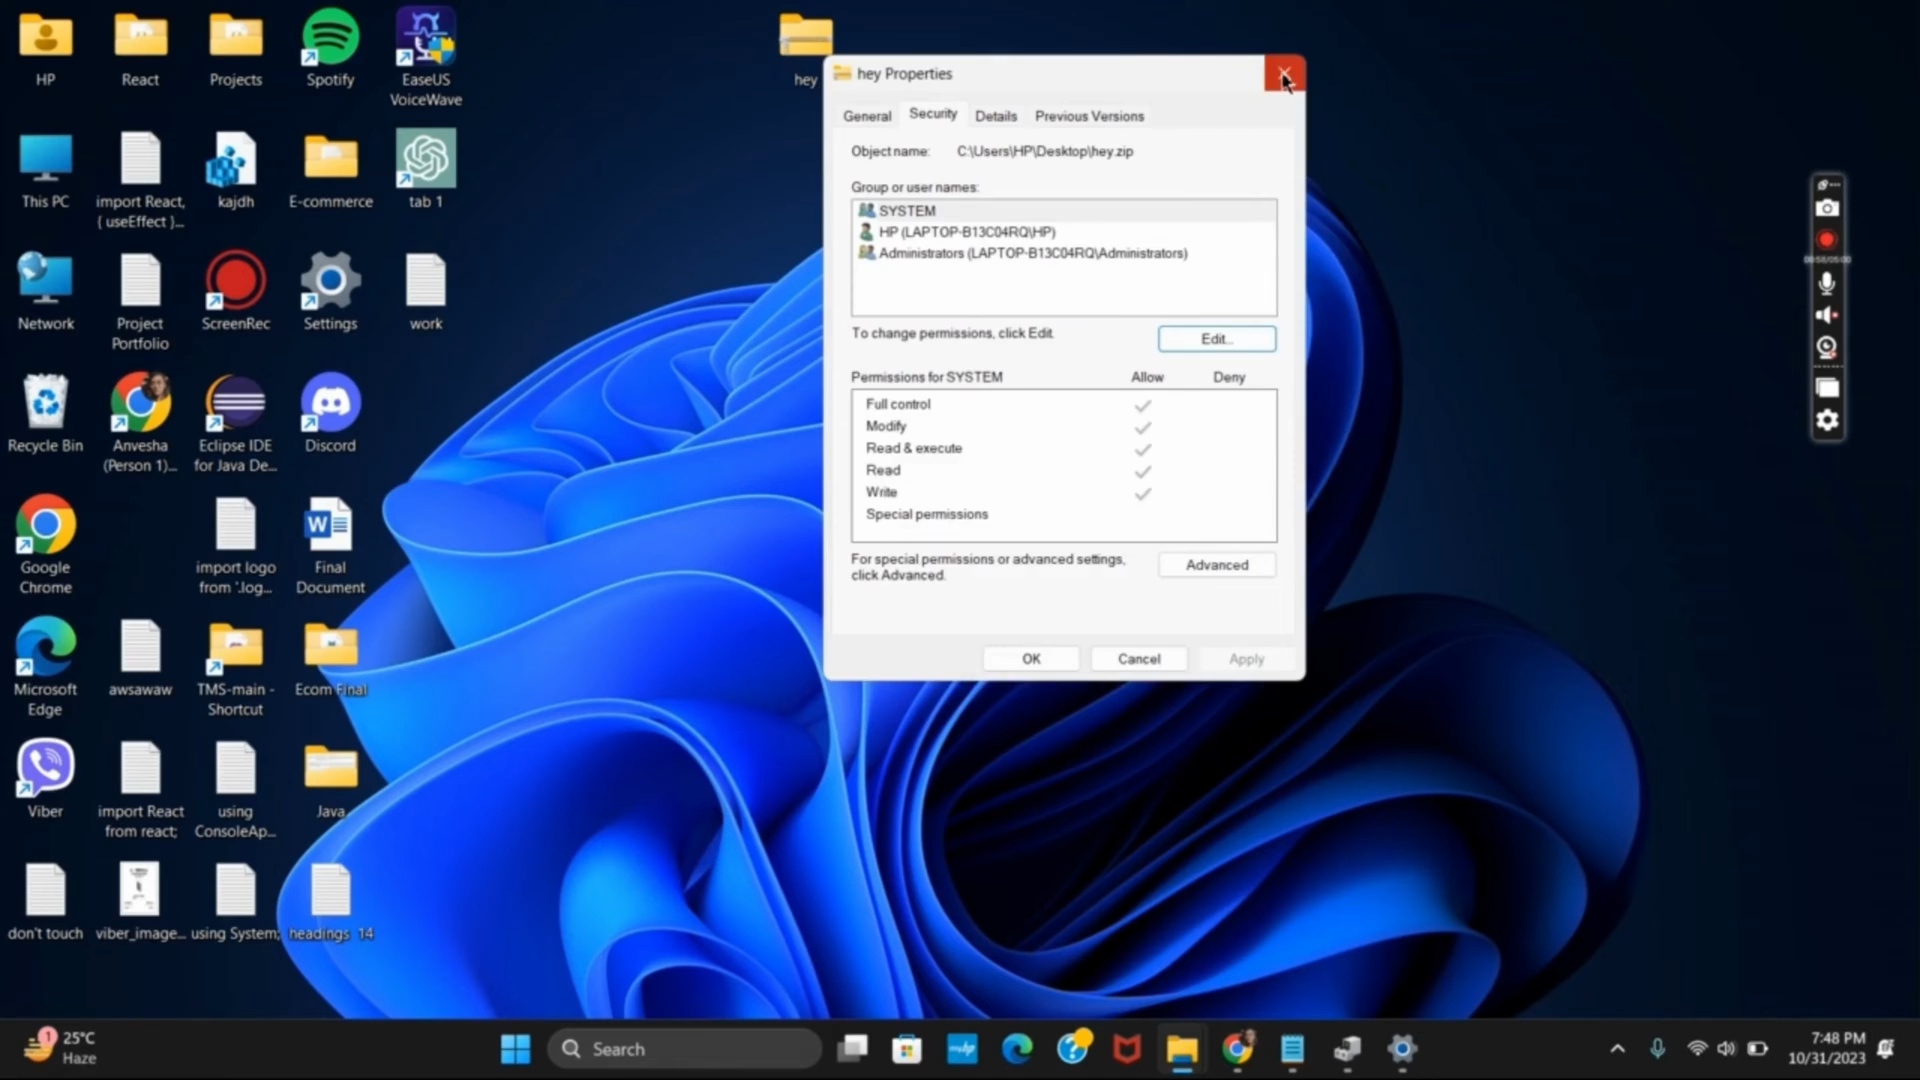 HP
React
Projects
Spotify
EaseUS
VoiceWave
hey
This PC
import React,
{ useEffect }...
kajdh
E-commerce
tab 1
Network
Project
Portfolio
ScreenRec
Settings
work
Recycle Bin
Anvesha
(Person 1)...
Eclipse IDE
for Java De...
Discord
Google
Chrome
import logo
from '.log...
Final
Document
Microsoft
Edge
awsawaw
TMS-main -
Shortcut
Ecom Final
Viber
import React
from react;
using
ConsoleAp...
Java
don't touch
viber_image...
using System;
headings 14
hey Properties
General Security Details Previous Versions
Object name: C:\Users\HP\Desktop\hey.zip
Group or user names:
SYSTEM
HP (LAPTOP-B13C04RQ\HP)
Administrators (LAPTOP-B13C04RQ\Administrators)
To change permissions, click Edit.
Edit...
Permissions for SYSTEM Allow Deny
Full control
Modify
Read & execute
Read
Write
Special permissions
For special permissions or advanced settings,
click Advanced.
Advanced
OK Cancel Apply
1
25°C
Haze
Search
7:48 PM
10/31/2023